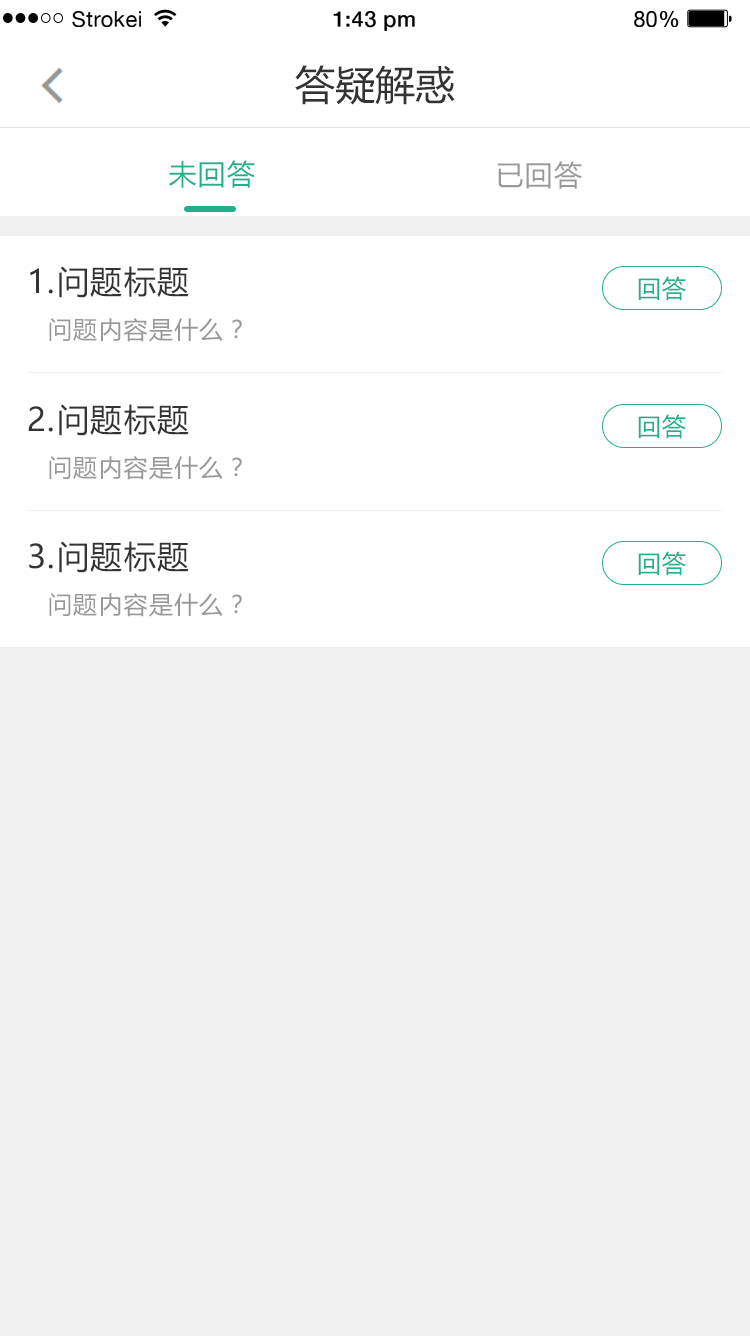 Strokei 1:43 pm 80%
答疑解惑
未回答 已回答
1.问题标题 回答
问题内容是什么？
2.问题标题 回答
问题内容是什么？
3.问题标题 回答
问题内容是什么？